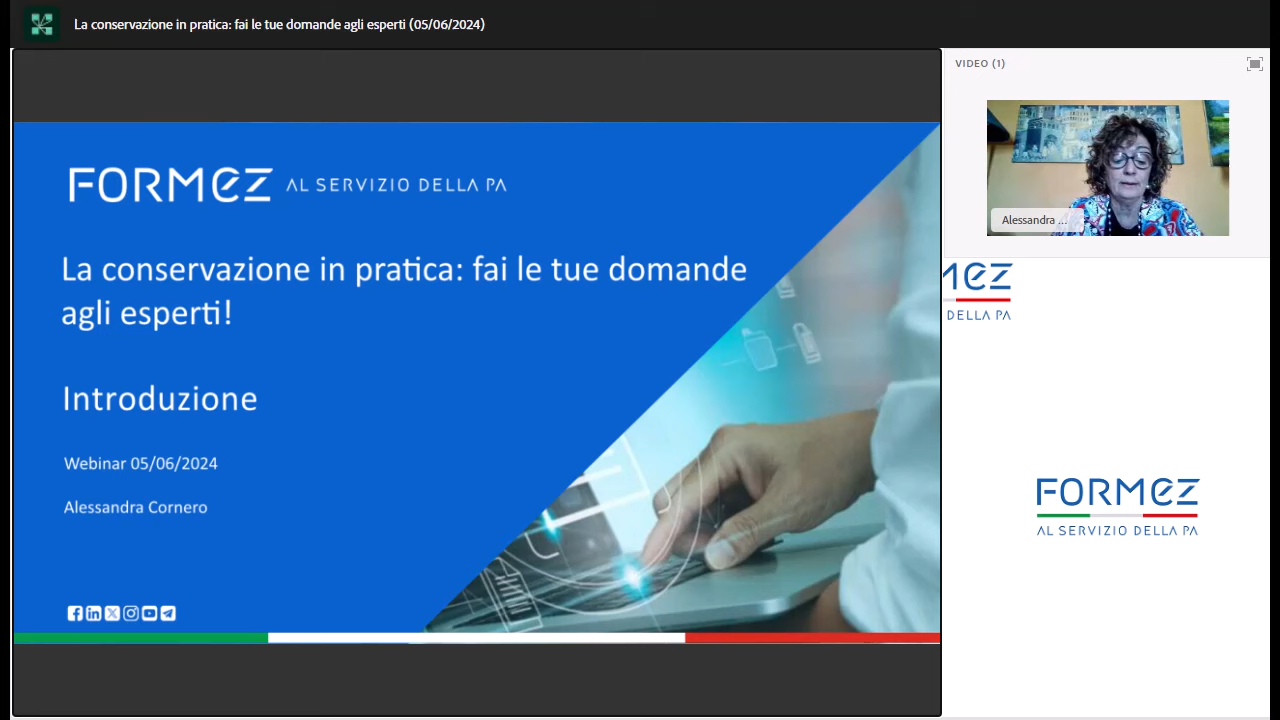 La conservazione in pratica: fai le tue domande agli esperti (05/06/2024)
FORMEZ AL SERVIZIO DELLA PA
La conservazione in pratica: fai le tue domande
agli esperti!
Introduzione
Webinar 05/06/2024
Alessandra Cornero
VIDEO (1)
Alessandra ...
MEZ
DELLA PA
FORMEZ
AL SERVIZIO DELLA PA